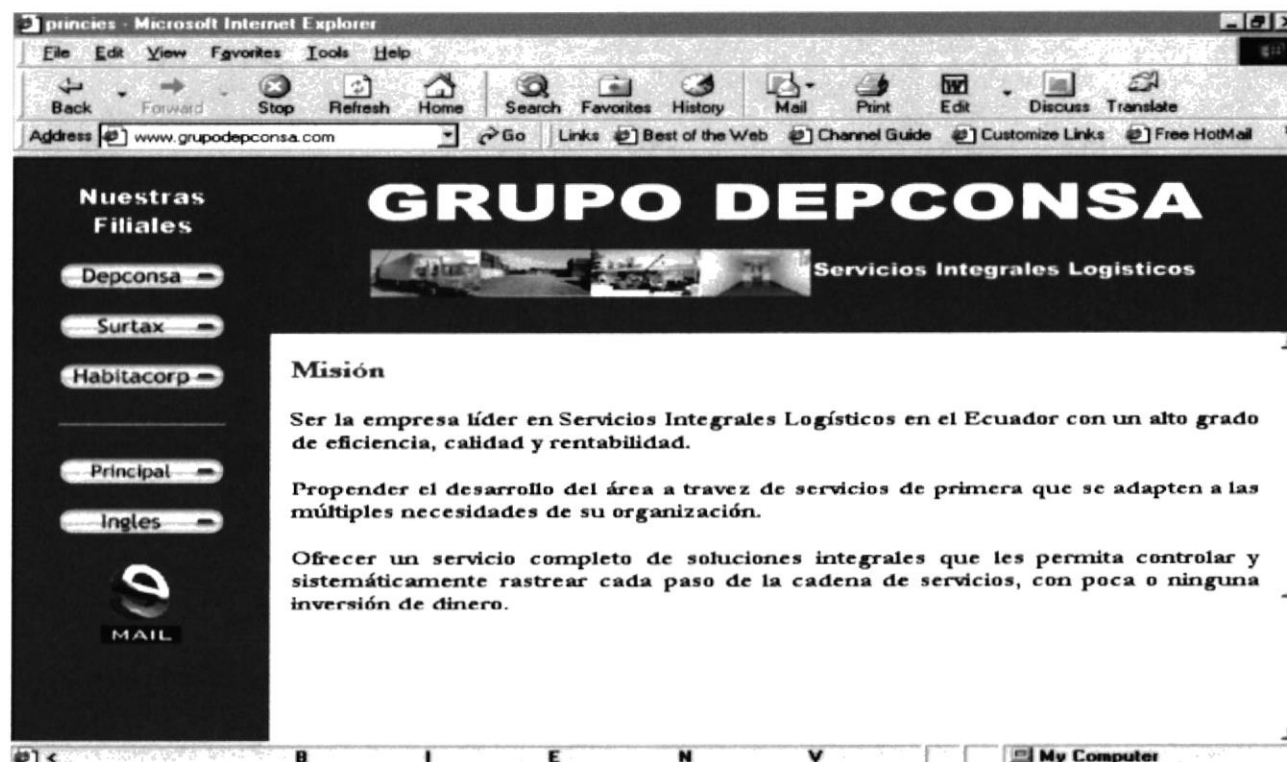 princies - Microsoft Internet Explorer
File Edit View Favorites Tools Help
Back Forward Stop Refresh Home Search Favorites History Mail Print Edit Discuss Translate
Address www.grupodepconsa.com Go Links Best of the Web Channel Guide Customize Links Free HotMail
Nuestras
Filiales
Depconsa
Surtax
Habitacorp
Principal
Ingles
MAIL
GRUPO DEPCONSA
Servicios Integrales Logisticos
Misión
Ser la empresa líder en Servicios Integrales Logísticos en el Ecuador con un alto grado
de eficiencia, calidad y rentabilidad.
Propender el desarrollo del área a travez de servicios de primera que se adapten a las
múltiples necesidades de su organización.
Ofrecer un servicio completo de soluciones integrales que les permita controlar y
sistemáticamente rastrear cada paso de la cadena de servicios, con poca o ninguna
inversión de dinero.
< B I E N V My Computer